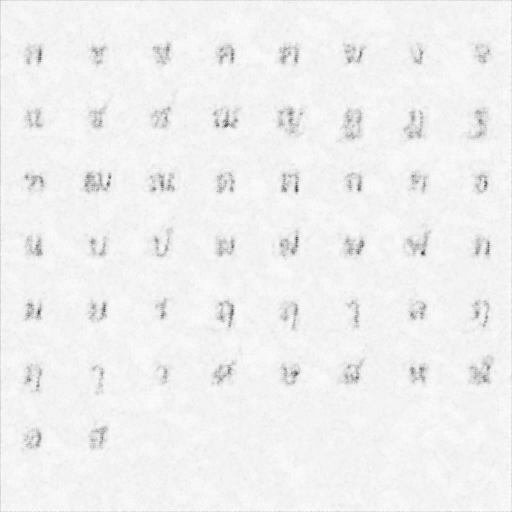 ก ข ฃ ค ฅ ฆ ง จ
ฉ ช ซ ฌ ญ ฎ ฏ ฐ
ฑ ฒ ณ ด ต ถ ท ธ
น บ ป ผ ฝ พ ฟ ภ
ม ย ร ฤ ฤ ๅ ล ฦ
ฦ ๅ ว ศ ษ ส ห ฬ
อ ฮ